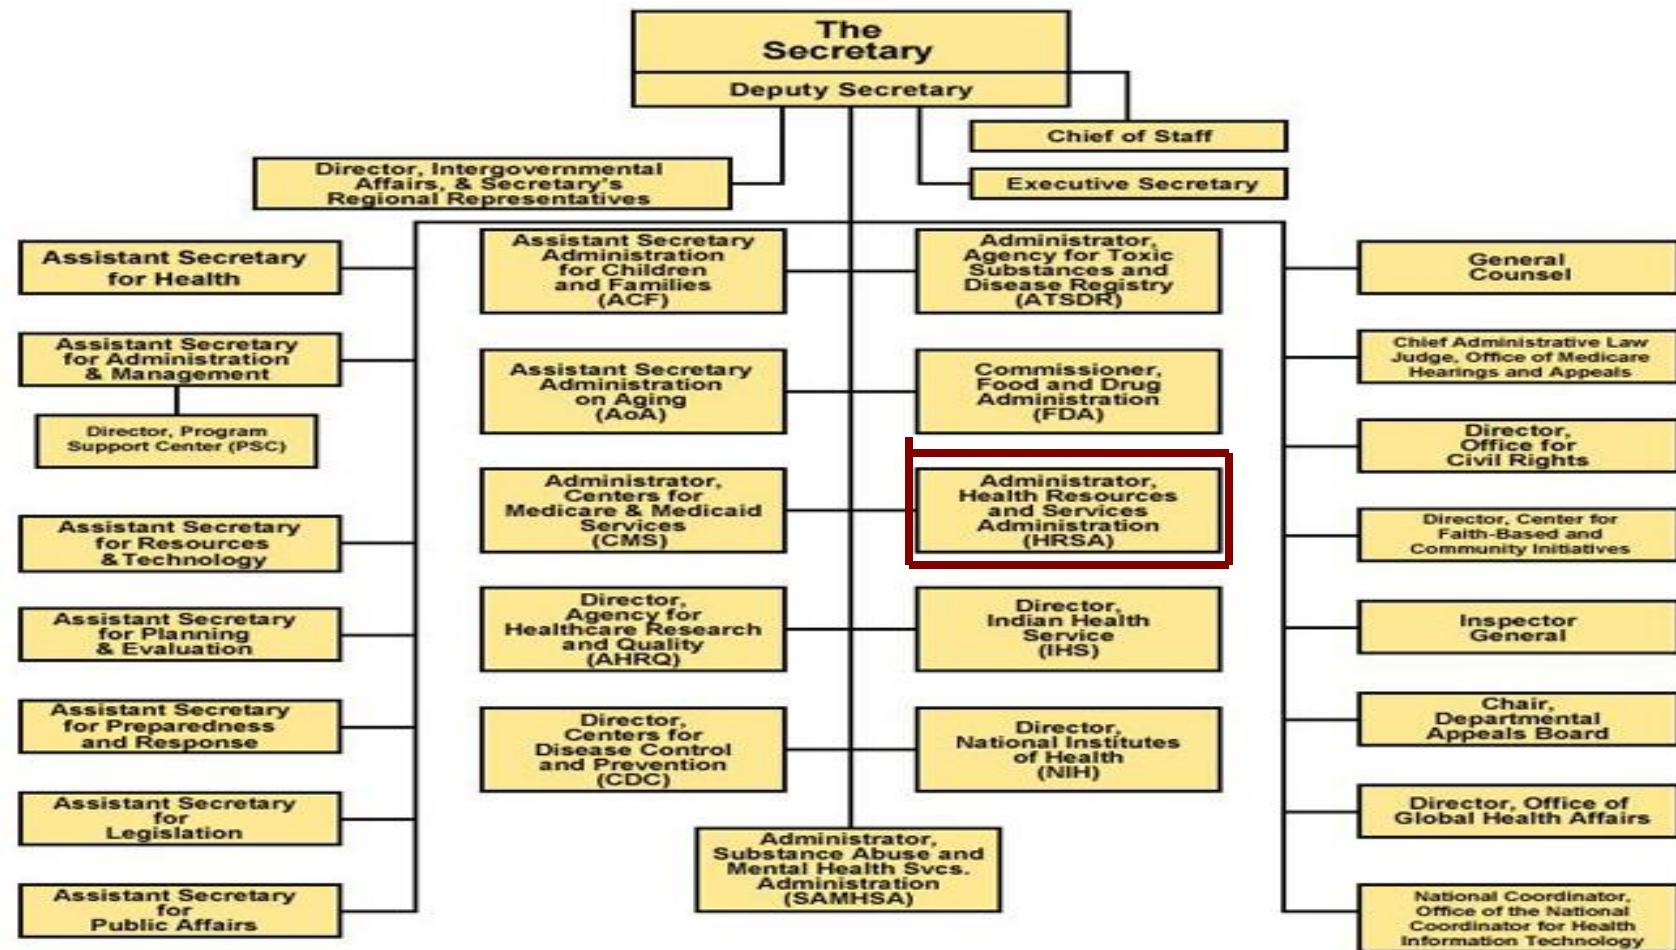 The
Secretary
Deputy Secretary
Chief of Staff
Director, Intergovernmental
Affairs, & Secretary's
Regional Representatives
Executive Secretary
Assistant Secretary
for Health
Assistant Secretary
for Administration
& Management
Director, Program
Support Center (PSC)
Assistant Secretary
for Resources
& Technology
Assistant Secretary
for Planning
& Evaluation
Assistant Secretary
for Preparedness
and Response
Assistant Secretary
for
Legislation
Assistant Secretary
for
Public Affairs
Assistant Secretary
Administration
for Children
and Families
(ACF)
Assistant Secretary
Administration
on Aging
(AoA)
Administrator,
Centers for
Medicare & Medicaid
Services
(CMS)
Director,
Agency for
Healthcare Research
and Quality
(AHRQ)
Director,
Centers for
Disease Control
and Prevention
(CDC)
Administrator,
Agency for Toxic
Substances and
Disease Registry
(ATSDR)
Commissioner,
Food and Drug
Administration
(FDA)
Administrator,
Health Resources
and Services
Administration
(HRSA)
Director,
Indian Health
Service
(IHS)
Director,
National Institutes
of Health
(NIH)
Administrator,
Substance Abuse and
Mental Health Svcs.
Administration
(SAMHSA)
General
Counsel
Chief Administrative Law
Judge, Office of Medicare
Hearings and Appeals
Director,
Office for
Civil Rights
Director, Center for
Faith-Based and
Community Initiatives
Inspector
General
Chair,
Departmental
Appeals Board
Director, Office of
Global Health Affairs
National Coordinator,
Office of the National
Coordinator for Health
Information Technology